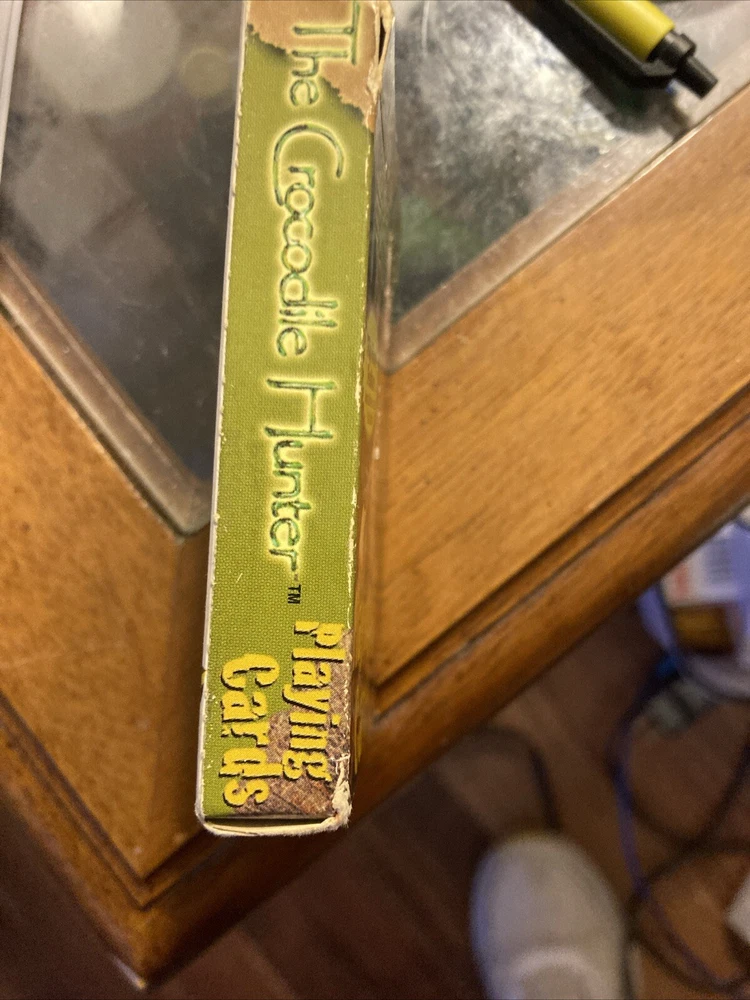 The Crocodile Hunter™
Playing
Cards